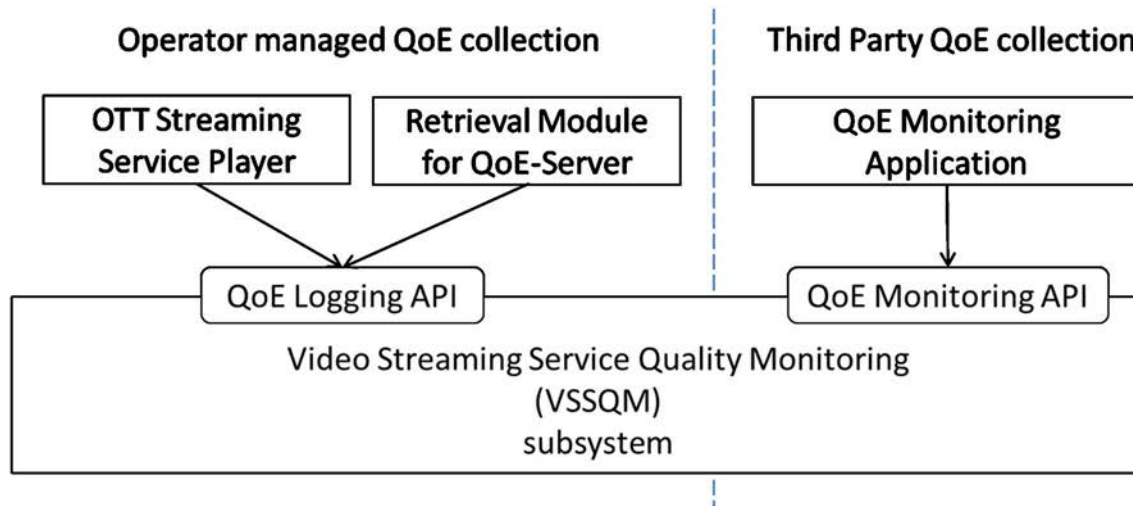 Operator managed QoE collection
Third Party QoE collection
OTT Streaming
Service Player
Retrieval Module
for QoE-Server
QoE Monitoring
Application
QoE Logging API
QoE Monitoring API
Video Streaming Service Quality Monitoring
(VSSQM)
subsystem